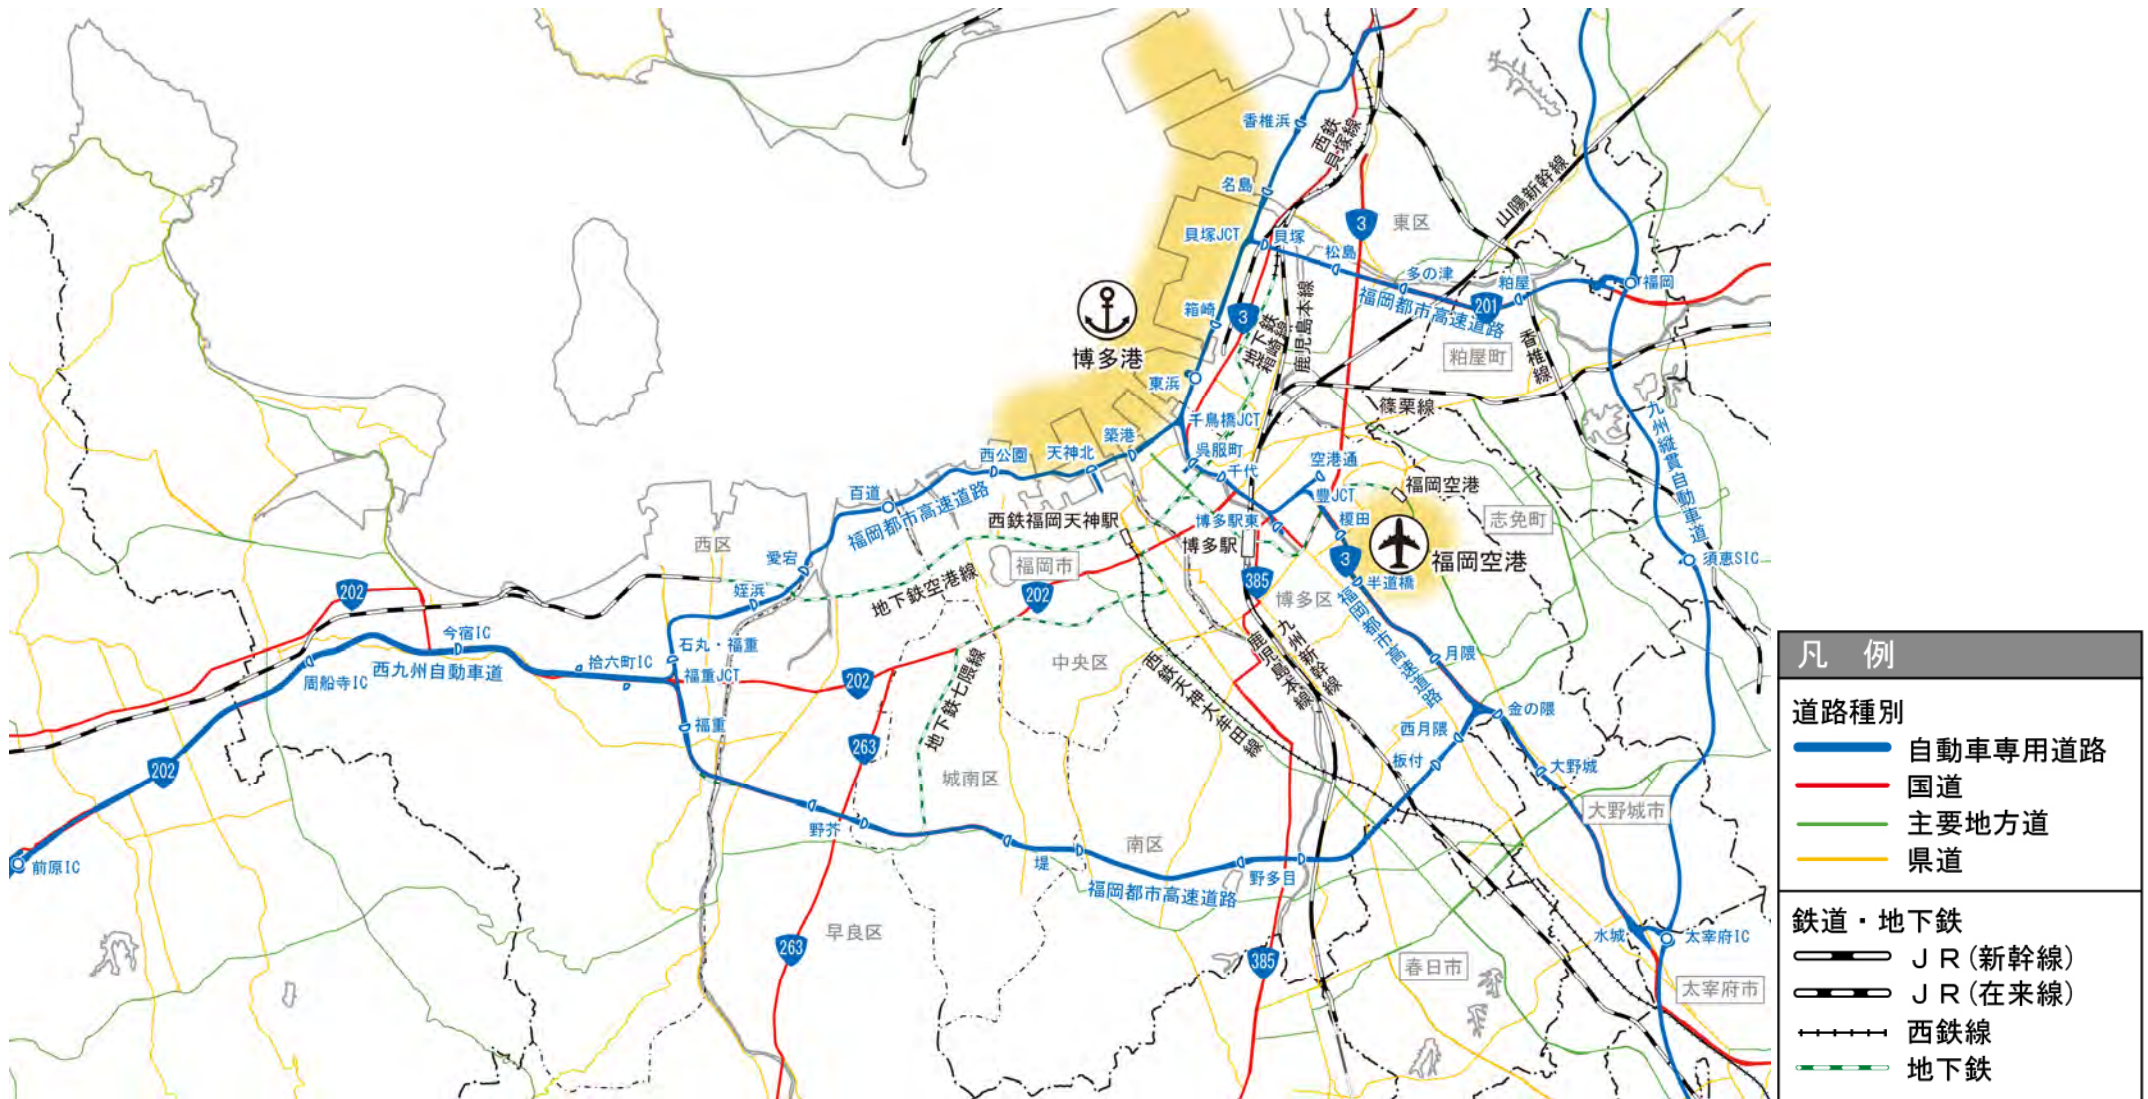 香椎浜
西鉄
貝塚線
山陽新幹線
名島
3
東区
貝塚JCT
貝塚
松島
多の津
粕屋
福岡
201
福岡都市高速道路
箱崎
3
地下鉄
箱崎線
鹿児島本線
博多港
香椎線
粕屋町
東浜
篠栗線
九州縦貫自動車道
千鳥橋JCT
築港
呉服町
天神北
西公園
千代
空港通
福岡空港
百道
豊JCT
福岡都市高速道路
西鉄福岡天神駅
博多駅東
榎田
志免町
博多駅
西区
愛宕
福岡市
福岡空港
須恵SIC
3
半道橋
385
地下鉄空港線
202
202
姪浜
博多区
福岡都市高速道路
今宿IC
石丸・福重
九州新幹線
鹿児島本線
月隈
拾六町IC
西九州自動車道
周船寺IC
福重JCT
202
中央区
西鉄天神大牟田線
地下鉄七隈線
金の隈
福重
西月隈
263
板付
大野城
202
城南区
大野城市
野芥
堤
南区
前原IC
野多目
福岡都市高速道路
早良区
水城
太宰府IC
263
385
春日市
太宰府市
凡 例
道路種別
自動車専用道路
国道
主要地方道
県道
鉄道・地下鉄
ＪＲ(新幹線)
ＪＲ(在来線)
西鉄線
地下鉄